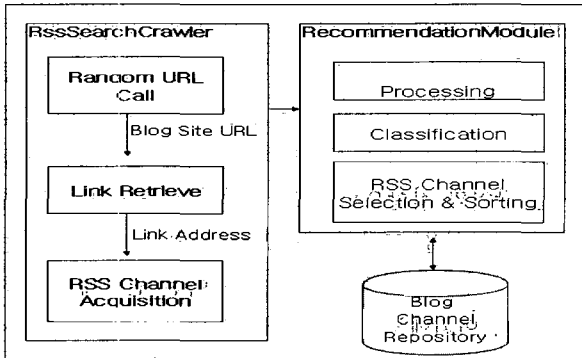 RssSearchCrawler
Random URL
Call
Blog Site URL
Link Retrieve
Link Address
RSS Channel
Acquisition
RecommendationModule
Processing
Classification
RSS Channel
Selection & Sorting
Blog
Channel
Repository